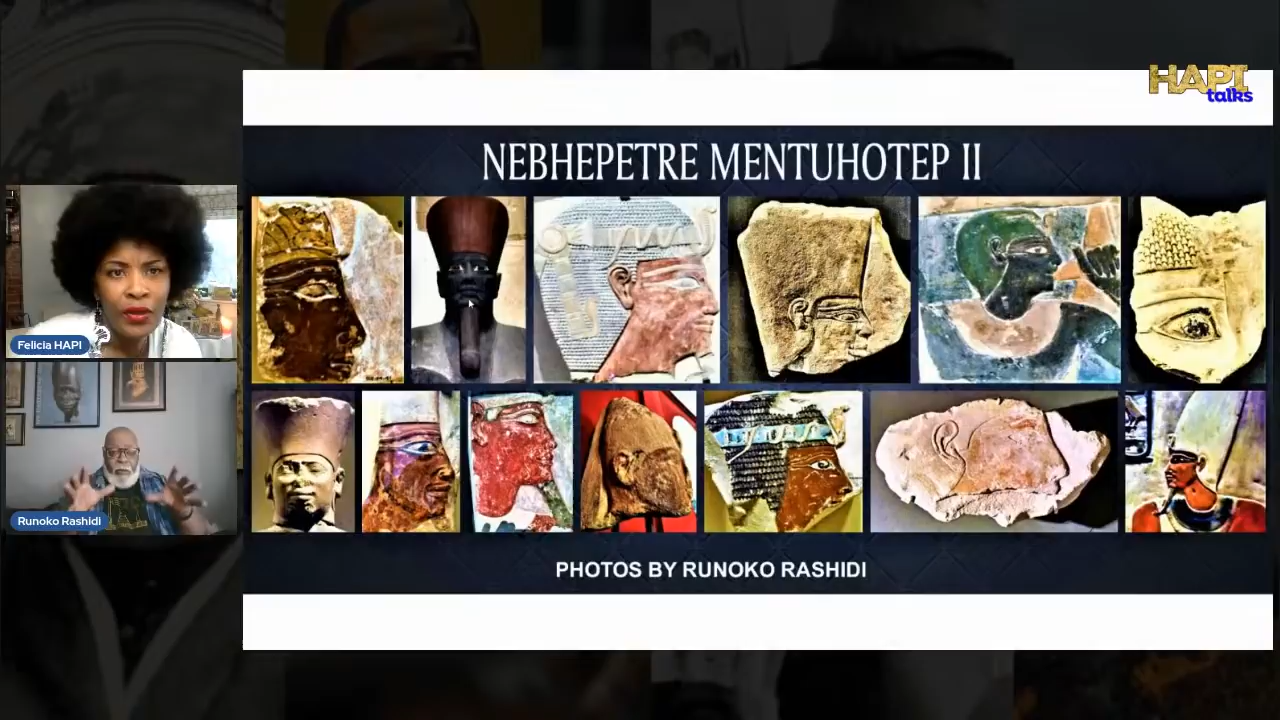 HAPI
talks
NEBHEPETRE MENTUHOTEP II
Felicia HAPI
Runoko Rashidi
PHOTOS BY RUNOKO RASHIDI